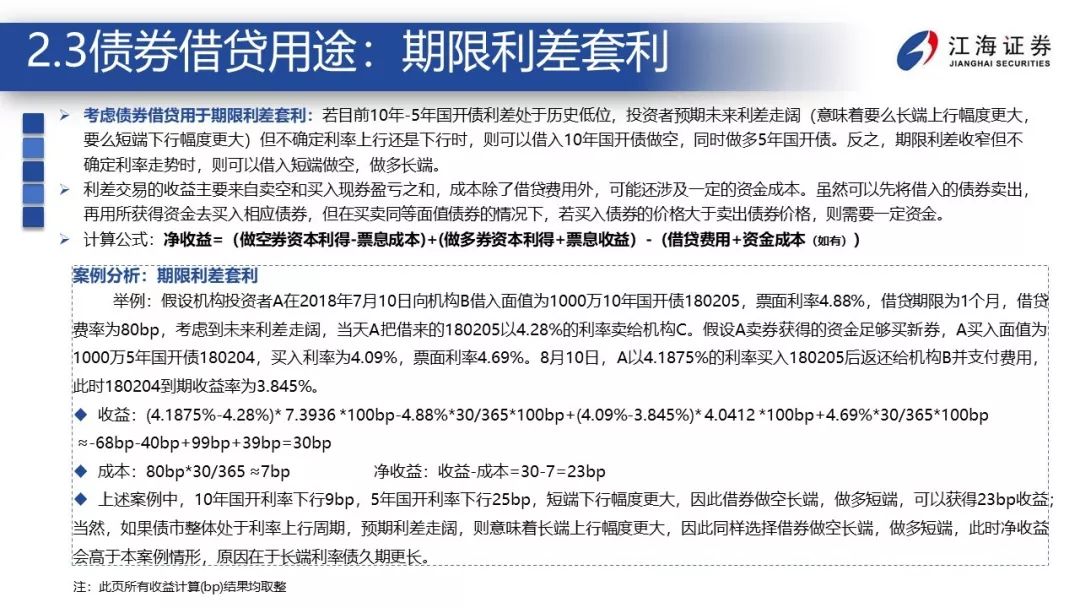 2.3债券借贷用途：期限利差套利
江海证券
JIANGHAI SECURITIES
➢ 考虑债券借贷用于期限利差套利：若目前10年-5年国开债利差处于历史低位，投资者预期未来利差走阔（意味着要么长端上行幅度更大，
要么短端下行幅度更大）但不确定利率上行还是下行时，则可以借入10年国开债做空，同时做多5年国开债。反之，期限利差收窄但不
确定利率走势时，则可以借入短端做空，做多长端。
➢ 利差交易的收益主要来自卖空和买入现券盈亏之和，成本除了借贷费用外，可能还涉及一定的资金成本。虽然可以先将借入的债券卖出，
再用所获得资金去买入相应债券，但在买卖同等面值债券的情况下，若买入债券的价格大于卖出债券价格，则需要一定资金。
➢ 计算公式：净收益=（做空券资本利得-票息成本)+(做多券资本利得+票息收益）-（借贷费用+资金成本（如有））
案例分析：期限利差套利
举例：假设机构投资者A在2018年7月10日向机构B借入面值为1000万10年国开债180205，票面利率4.88%，借贷期限为1个月，借贷
费率为80bp，考虑到未来利差走阔，当天A把借来的180205以4.28%的利率卖给机构C。假设A卖券获得的资金足够买新券，A买入面值为
1000万5年国开债180204，买入利率为4.09%，票面利率4.69%。8月10日，A以4.1875%的利率买入180205后返还给机构B并支付费用，
此时180204到期收益率为3.845%。
◆ 收益：(4.1875%-4.28%)* 7.3936 *100bp-4.88%*30/365*100bp+(4.09%-3.845%)* 4.0412 *100bp+4.69%*30/365*100bp
≈-68bp-40bp+99bp+39bp=30bp
◆ 成本：80bp*30/365 ≈7bp 净收益：收益-成本=30-7=23bp
◆ 上述案例中，10年国开利率下行9bp，5年国开利率下行25bp，短端下行幅度更大，因此借券做空长端，做多短端，可以获得23bp收益；
当然，如果债市整体处于利率上行周期，预期利差走阔，则意味着长端上行幅度更大，因此同样选择借券做空长端，做多短端，此时净收益
会高于本案例情形，原因在于长端利率债久期更长。
注：此页所有收益计算(bp)结果均取整